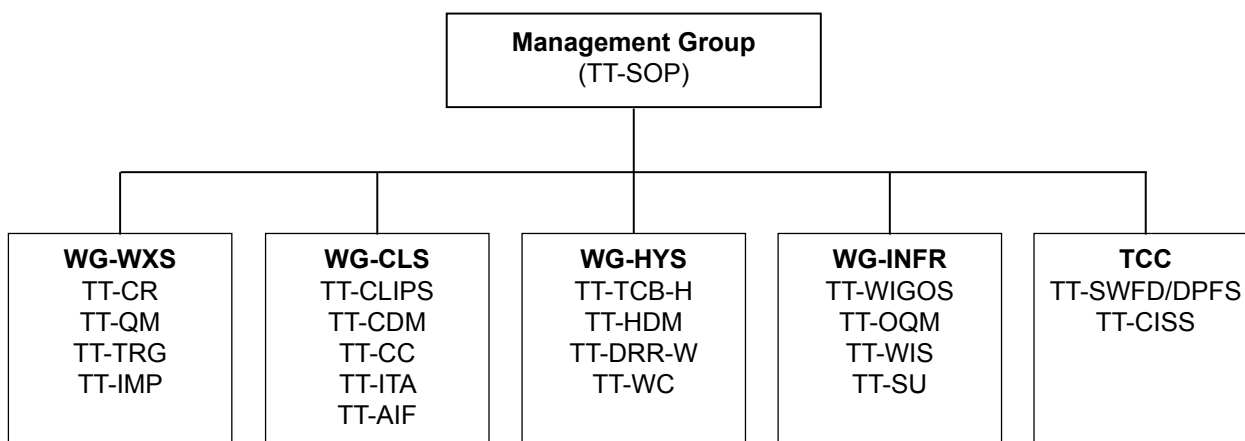 Management Group
(TT-SOP)
WG-WXS
TT-CR
TT-QM
TT-TRG
TT-IMP
WG-CLS
TT-CLIPS
TT-CDM
TT-CC
TT-ITA
TT-AIF
WG-HYS
TT-TCB-H
TT-HDM
TT-DRR-W
TT-WC
WG-INFR
TT-WIGOS
TT-OQM
TT-WIS
TT-SU
TCC
TT-SWFD/DPFS
TT-CISS